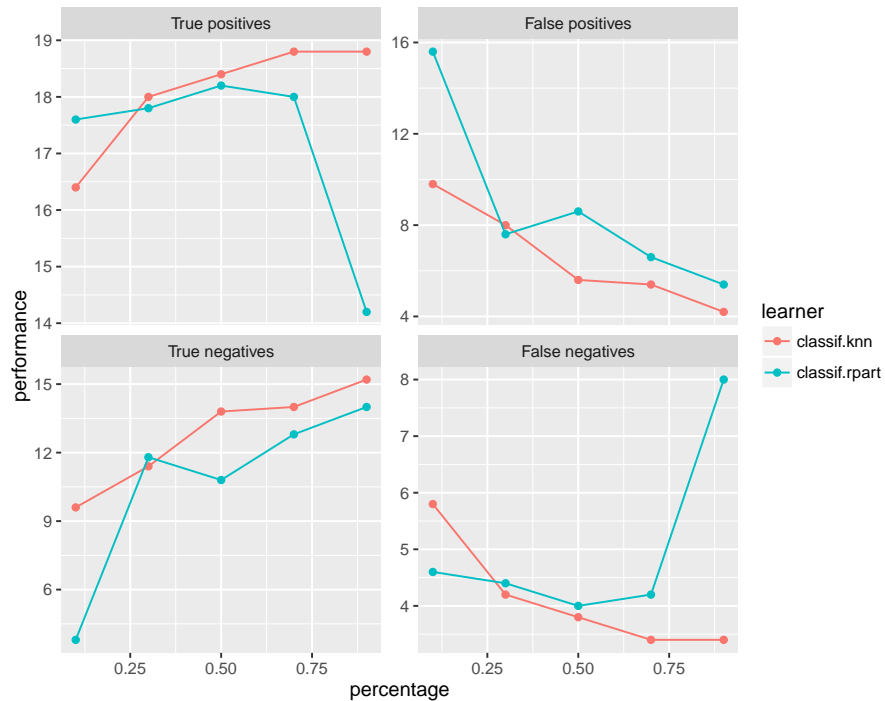 True positives
False positives
19
18
17
16
15
14
16
12
8
4
True negatives
False negatives
15
12
9
6
8
7
6
5
4
0.25 0.50 0.75
0.25 0.50 0.75
percentage
performance
learner
classif.knn
classif.rpart